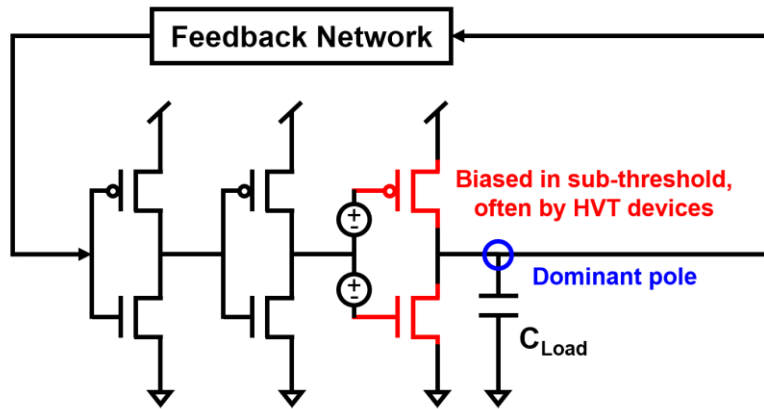 Feedback Network
Biased in sub-threshold,
often by HVT devices
+
-
+
-
Dominant pole
CLoad